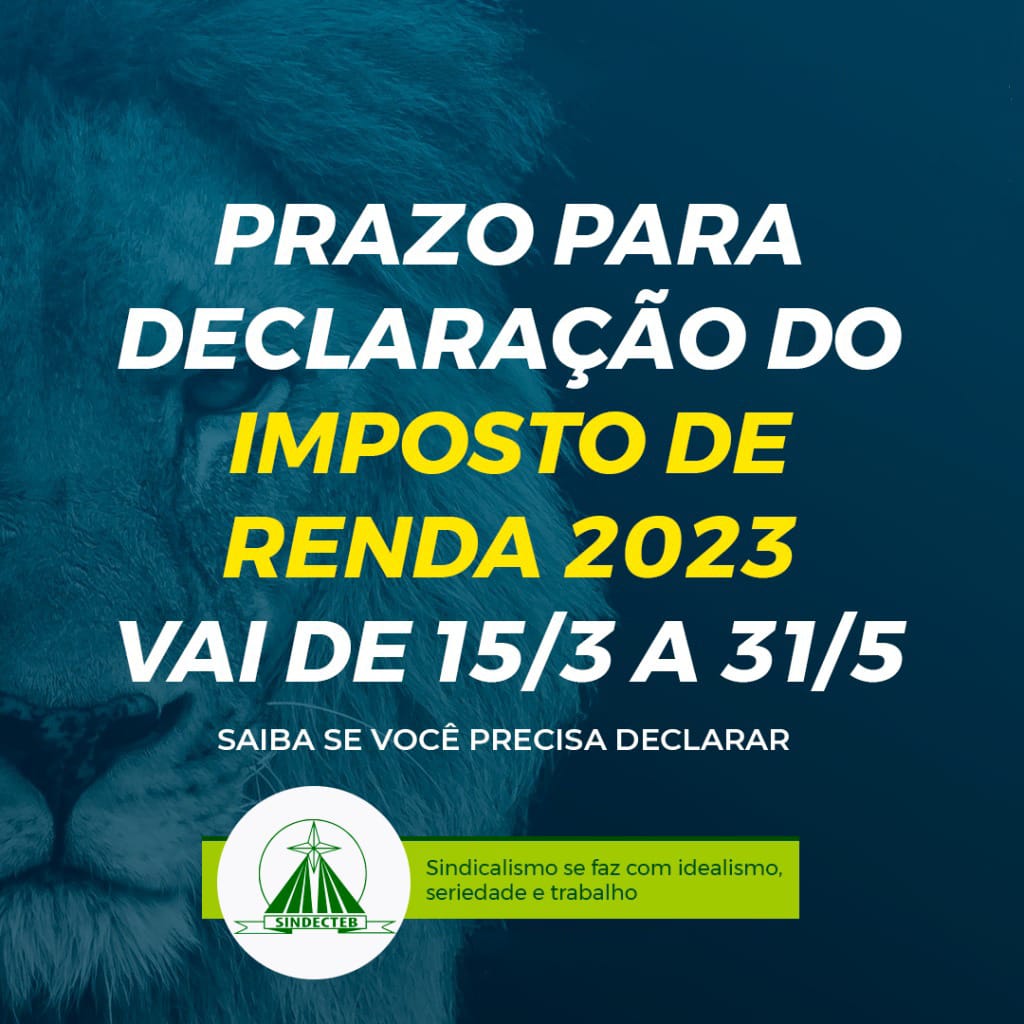 PRAZO PARA
DECLARAÇÃO DO
IMPOSTO DE
RENDA 2023
VAI DE 15/3 A 31/5
SAIBA SE VOCÊ PRECISA DECLARAR
Sindicalismo se faz com idealismo,
seriedade e trabalho
SINDECTEB